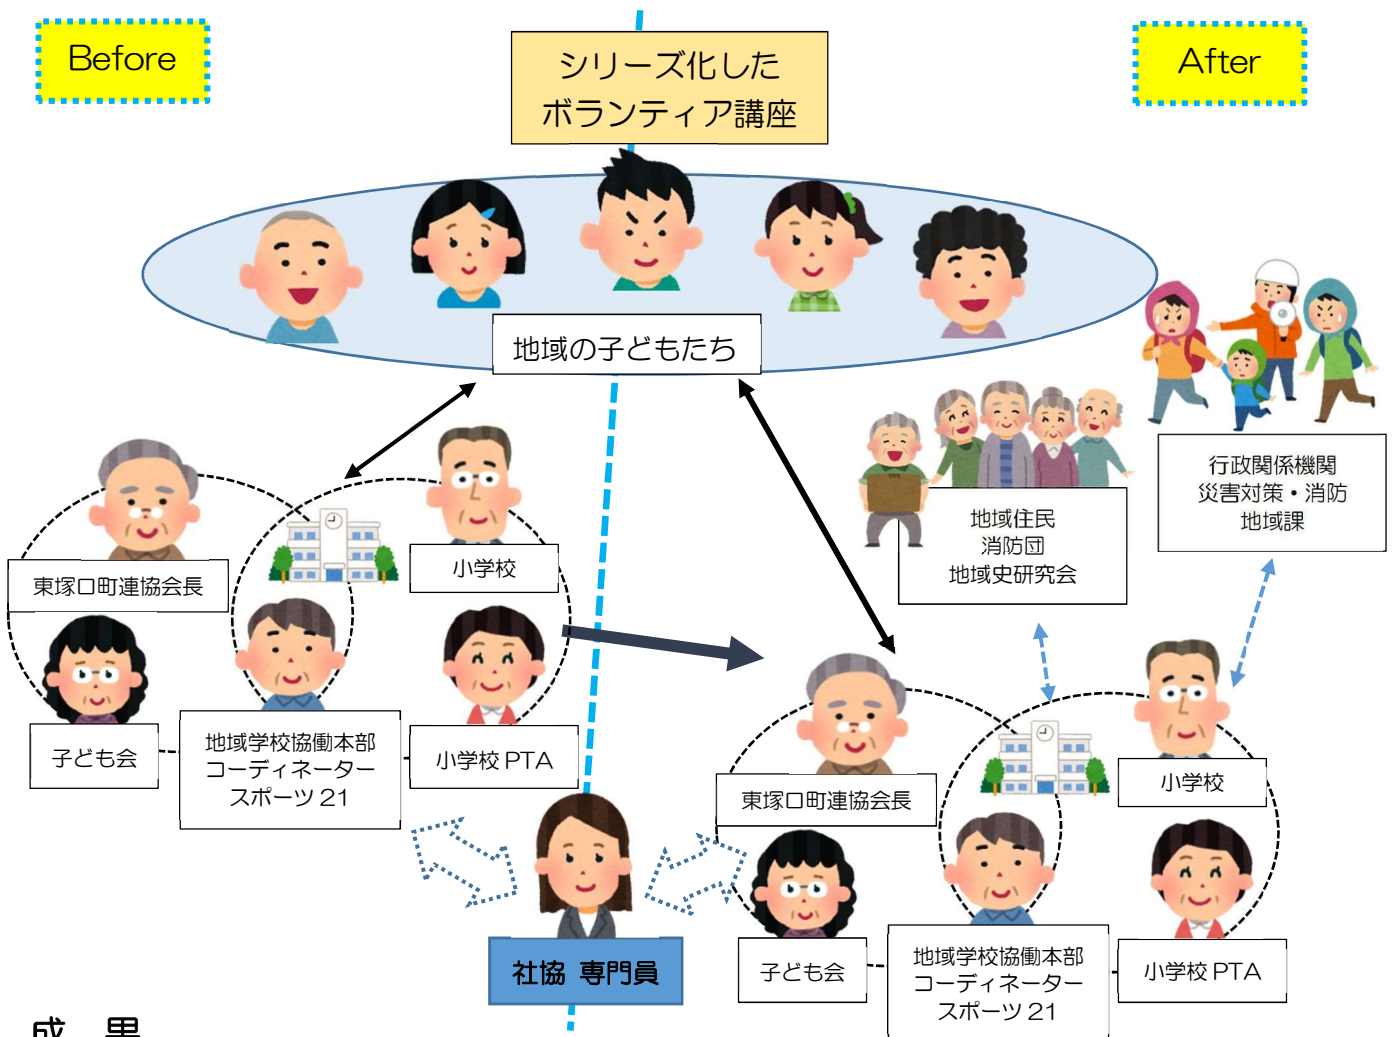 Before
シリーズ化した
ボランティア講座
After
地域の子どもたち
東塚口町連協会長
小学校
子ども会
地域学校協働本部
コーディネーター
スポーツ 21
小学校 PTA
地域住民
消防団
地域史研究会
行政関係機関
災害対策・消防
地域課
東塚口町連協会長
小学校
子ども会
地域学校協働本部
コーディネーター
スポーツ 21
小学校 PTA
社協 専門員
成 果